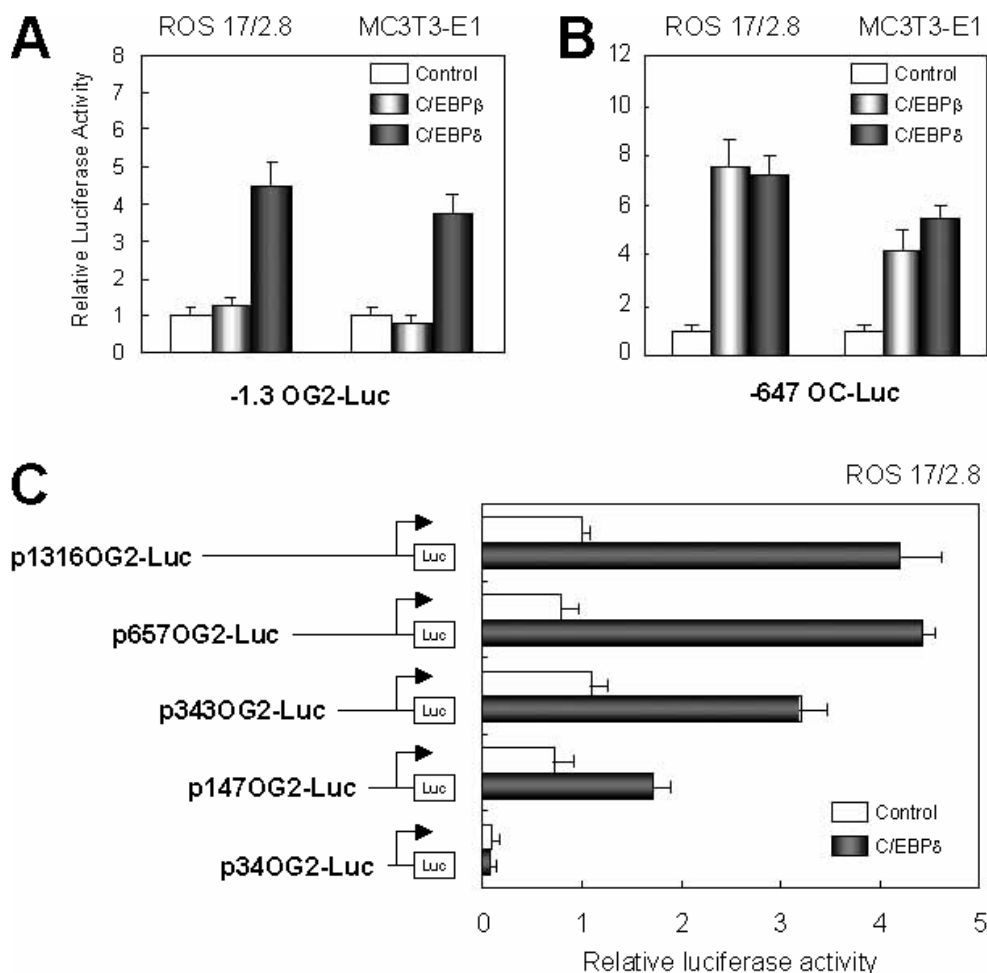 A
ROS 17/2.8
MC3T3-E1
8
7
6
5
4
3
2
1
0
Relative Luciferase Activity
Control
C/EBPβ
C/EBPδ
-1.3 OG2-Luc
B
ROS 17/2.8
MC3T3-E1
12
10
8
6
4
2
0
Control
C/EBPβ
C/EBPδ
-647 OC-Luc
C
ROS 17/2.8
p1316OG2-Luc
Luc
p657OG2-Luc
Luc
p343OG2-Luc
Luc
p147OG2-Luc
Luc
p34OG2-Luc
Luc
Control
C/EBPδ
0 1 2 3 4 5
Relative luciferase activity